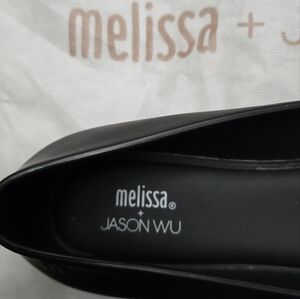 melissa +
melissa®
+
JASON WU